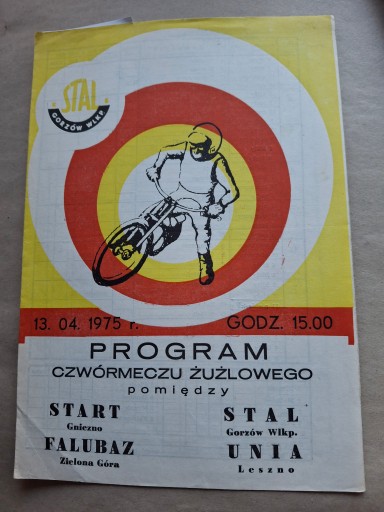 STAL
GORZÓW WLKP.
13. 04. 1975 r. GODZ. 15.00
PROGRAM
CZWÓRMECZU ŻUŻLOWEGO
pomiędzy
START
Gniezno
FALUBAZ
Zielona Góra
STAL
Gorzów Wlkp.
UNIA
Leszno